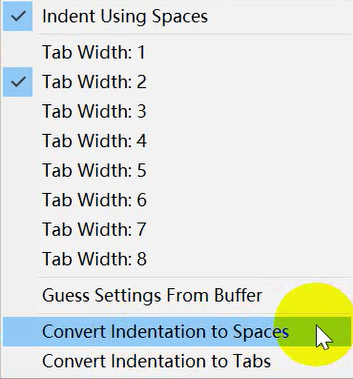 Indent Using Spaces
Tab Width: 1
Tab Width: 2
Tab Width: 3
Tab Width: 4
Tab Width: 5
Tab Width: 6
Tab Width: 7
Tab Width: 8
Guess Settings From Buffer
Convert Indentation to Spaces
Convert Indentation to Tabs